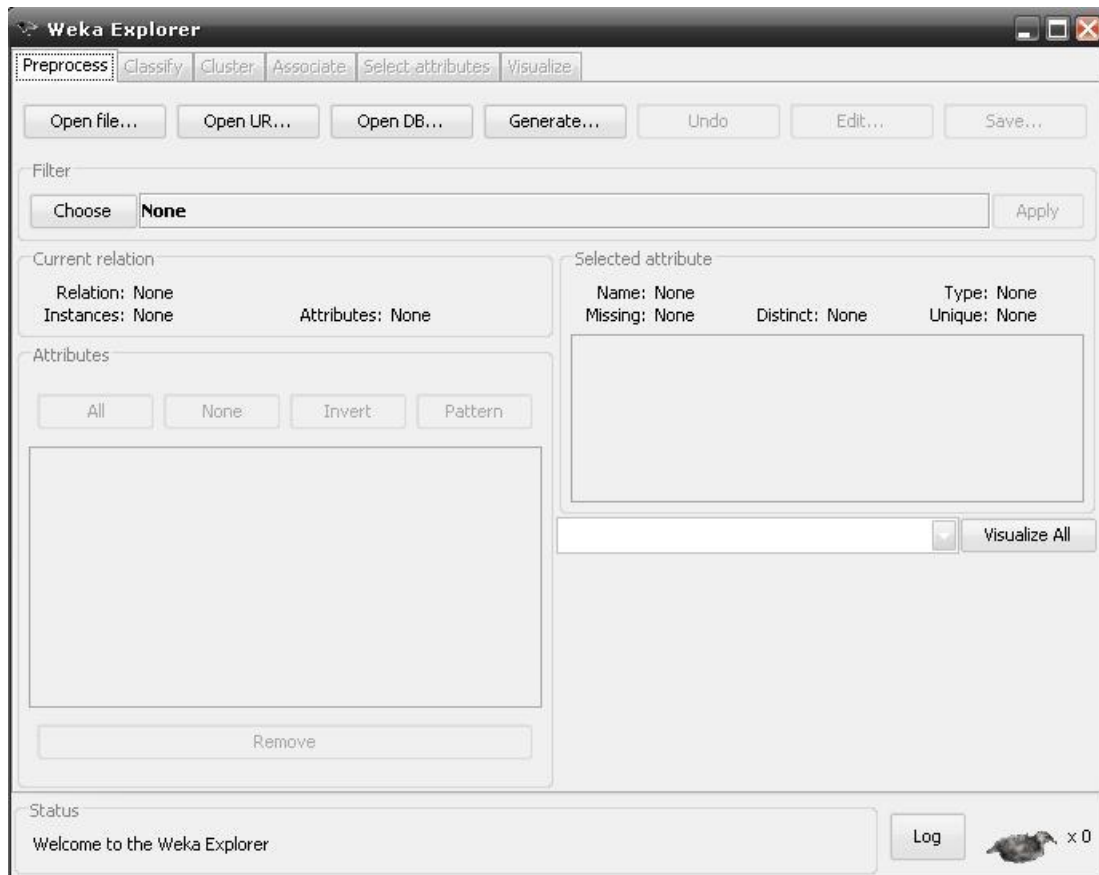 Weka Explorer
Preprocess Classify Cluster Associate Select attributes Visualize
Open file... Open UR... Open DB... Generate... Undo Edit... Save...
Filter
Choose None Apply
Current relation
Relation: None
Instances: None Attributes: None
Attributes
All None Invert Pattern
Remove
Selected attribute
Name: None Type: None
Missing: None Distinct: None Unique: None
Visualize All
Status
Welcome to the Weka Explorer
Log x 0